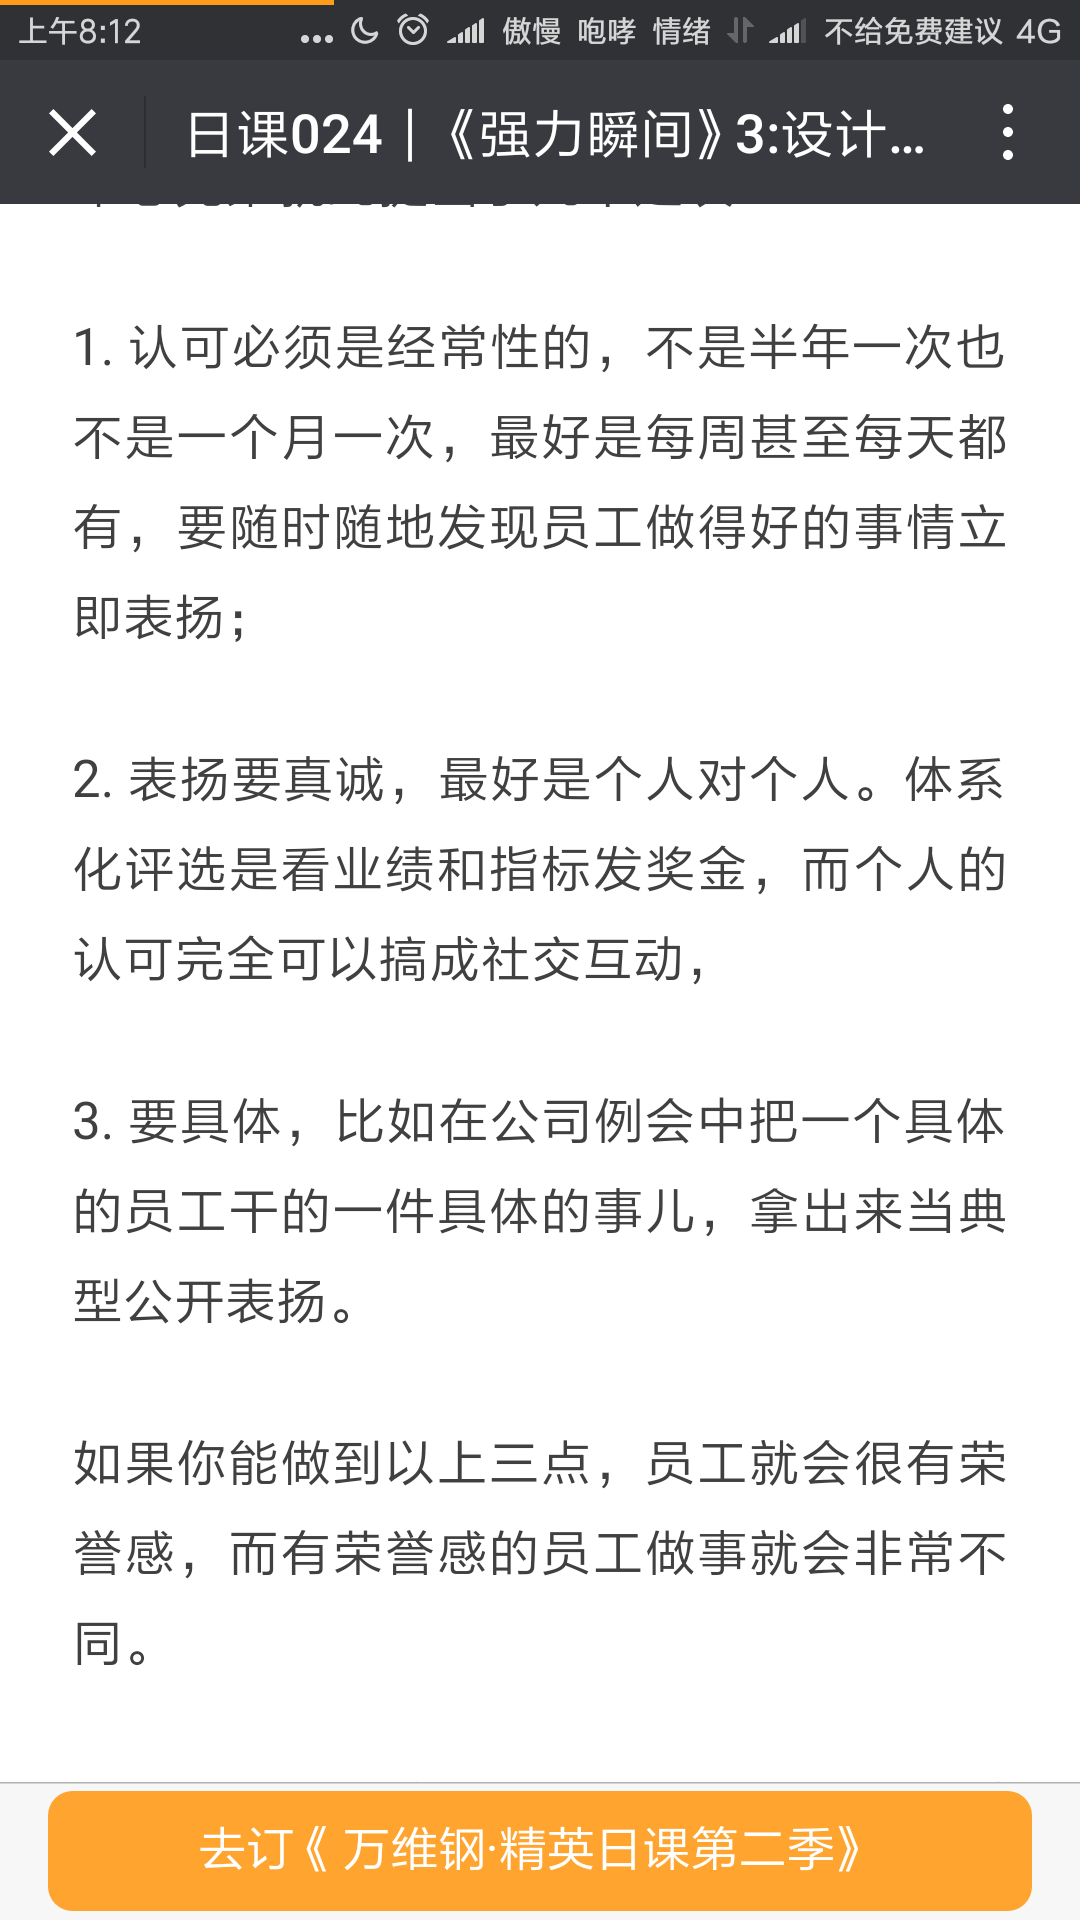 上午8:12 ... 傲慢 咆哮 情绪 不给免费建议 4G
日课024 | 《强力瞬间》3:设计...
1. 认可必须是经常性的，不是半年一次也
不是一个月一次，最好是每周甚至每天都
有，要随时随地发现员工做得好的事情立
即表扬；
2. 表扬要真诚，最好是个人对个人。体系
化评选是看业绩和指标发奖金，而个人的
认可完全可以搞成社交互动，
3. 要具体，比如在公司例会中把一个具体
的员工干的一件具体的事儿，拿出来当典
型公开表扬。
如果你能做到以上三点，员工就会很有荣
誉感，而有荣誉感的员工做事就会非常不
同。
去订《 万维钢·精英日课第二季》